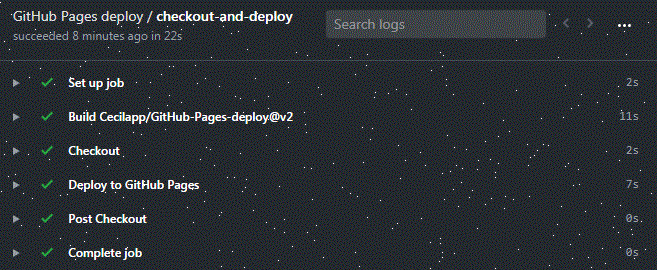 GitHub Pages deploy / checkout-and-deploy
succeeded 8 minutes ago in 22s
Search logs
Set up job 2s
Build Cecilapp/GitHub-Pages-deploy@v2 11s
Checkout 2s
Deploy to GitHub Pages 7s
Post Checkout 0s
Complete job 0s